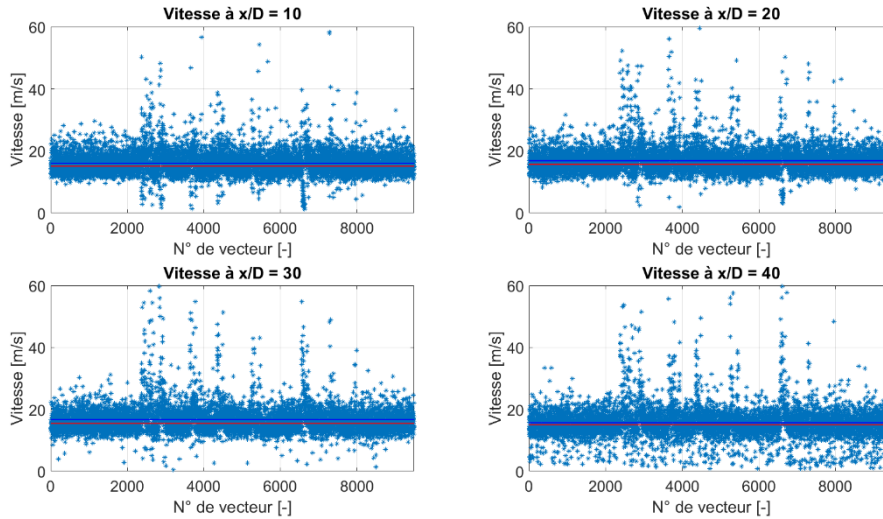 Vitesse à x/D = 10
60
40
20
0
Vitesse [m/s]
0 2000 4000 6000 8000
N° de vecteur [-]
Vitesse à x/D = 20
60
40
20
0
Vitesse [m/s]
0 2000 4000 6000 8000
N° de vecteur [-]
Vitesse à x/D = 30
60
40
20
0
Vitesse [m/s]
0 2000 4000 6000 8000
N° de vecteur [-]
Vitesse à x/D = 40
60
40
20
0
Vitesse [m/s]
0 2000 4000 6000 8000
N° de vecteur [-]